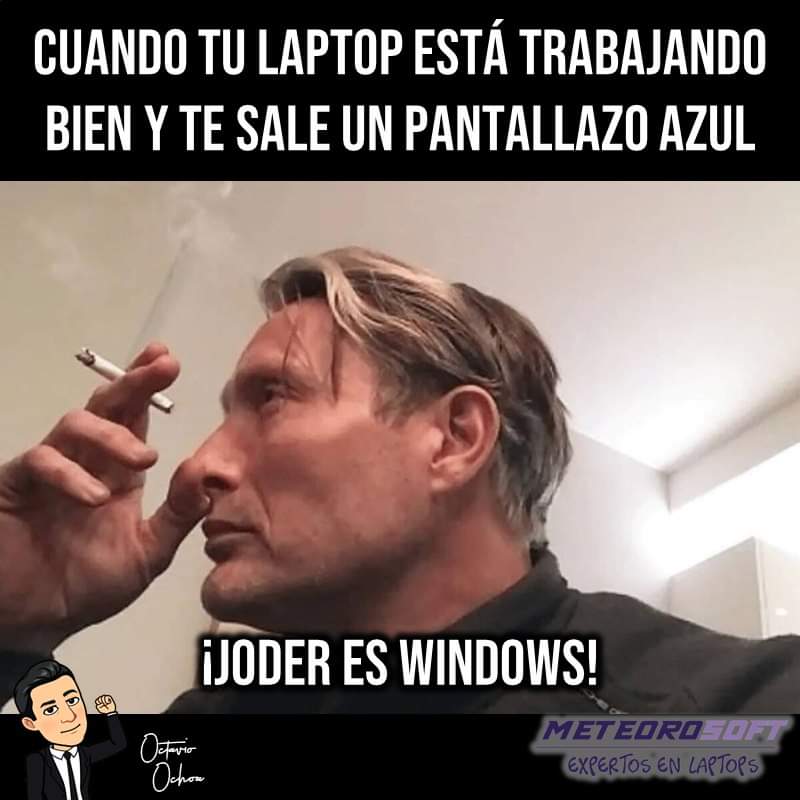 CUANDO TU LAPTOP ESTÁ TRABAJANDO
BIEN Y TE SALE UN PANTALLAZO AZUL
¡JODER ES WINDOWS!
Octavio
Ochoa
METEOROSOFT
EXPERTOS EN LAPTOPS